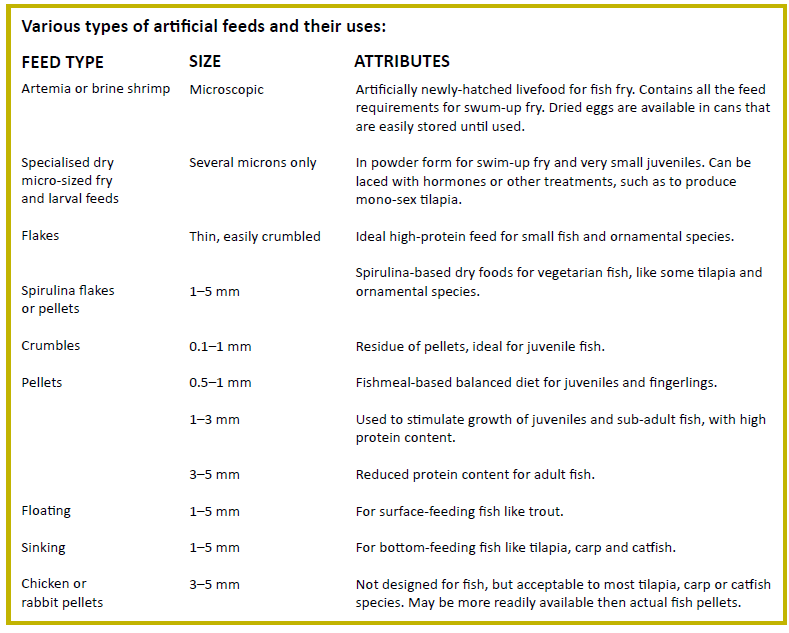 Various types of artificial feeds and their uses:
FEED TYPE SIZE ATTRIBUTES
Artemia or brine shrimp Microscopic Artificially newly-hatched livefood for fish fry. Contains all the feed
requirements for swum-up fry. Dried eggs are available in cans that
are easily stored until used.
Specialised dry Several microns only In powder form for swim-up fry and very small juveniles. Can be
micro-sized fry laced with hormones or other treatments, such as to produce
and larval feeds mono-sex tilapia.
Flakes Thin, easily crumbled Ideal high-protein feed for small fish and ornamental species.
Spirulina-based dry foods for vegetarian fish, like some tilapia and
Spirulina flakes 1–5 mm ornamental species.
or pellets
Crumbles 0.1–1 mm Residue of pellets, ideal for juvenile fish.
Pellets 0.5–1 mm Fishmeal-based balanced diet for juveniles and fingerlings.
1–3 mm Used to stimulate growth of juveniles and sub-adult fish, with high
protein content.
3–5 mm Reduced protein content for adult fish.
Floating 1–5 mm For surface-feeding fish like trout.
Sinking 1–5 mm For bottom-feeding fish like tilapia, carp and catfish.
Chicken or 3–5 mm Not designed for fish, but acceptable to most tilapia, carp or catfish
rabbit pellets species. May be more readily available then actual fish pellets.